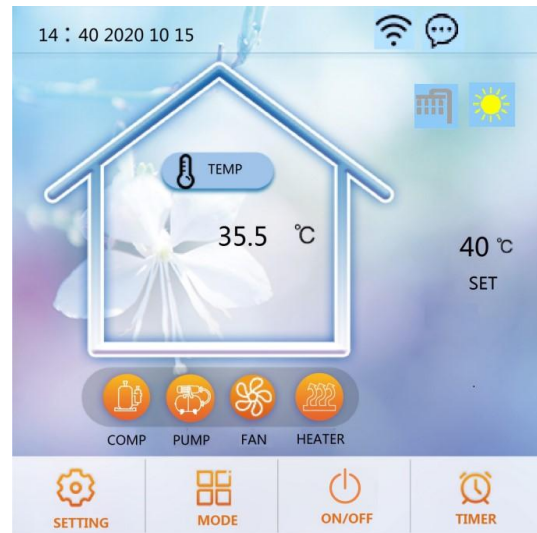 14：40 2020 10 15
TEMP
35.5 ℃
40 ℃
SET
COMP PUMP FAN HEATER
SETTING MODE ON/OFF TIMER